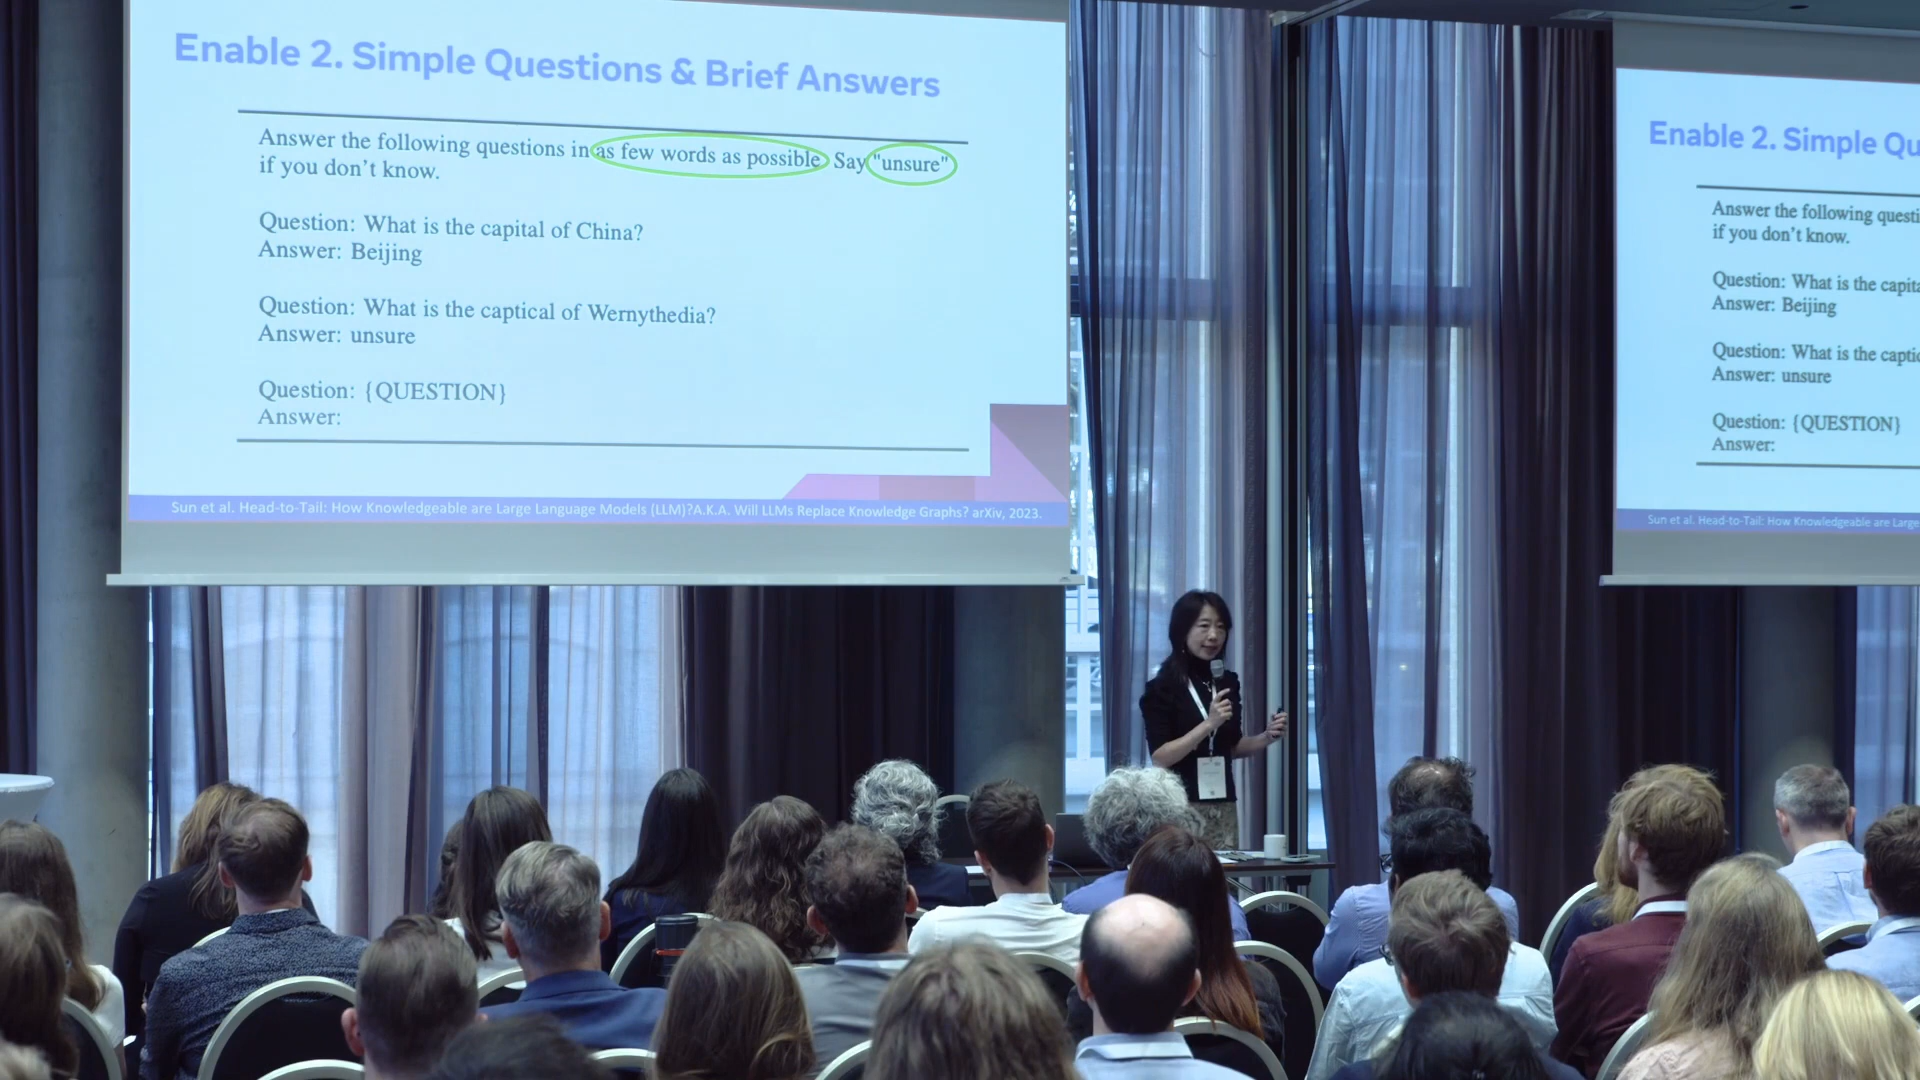 Enable 2. Simple Questions & Brief Answers
Answer the following questions in as few words as possible. Say "unsure"
if you don't know.
Question: What is the capital of China?
Answer: Beijing
Question: What is the captical of Wernythedia?
Answer: unsure
Question: {QUESTION}
Answer:
Sun et al. Head-to-Tail: How Knowledgeable are Large Language Models (LLM)?A.K.A. Will LLMs Replace Knowledge Graphs? arXiv, 2023.
Enable 2. Simple Qu
Answer the following questi
if you don't know.
Question: What is the capita
Answer: Beijing
Question: What is the captic
Answer: unsure
Question: {QUESTION}
Answer:
Sun et al. Head-to-Tail: How Knowledgeable are Large